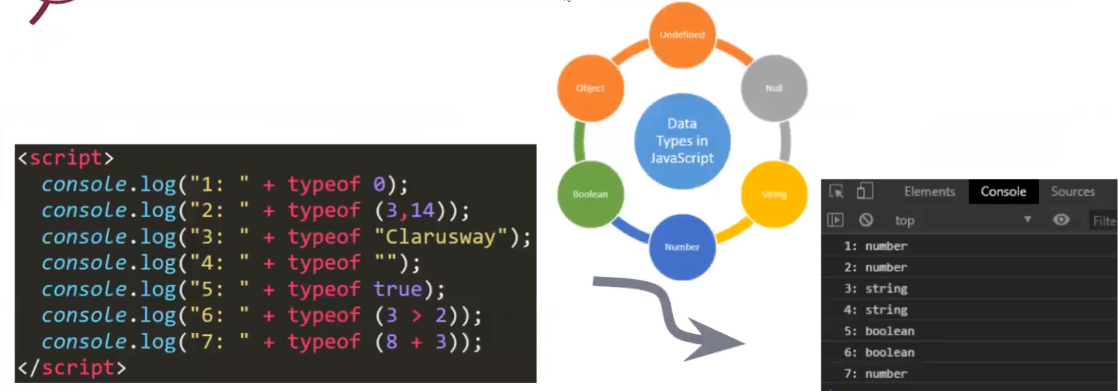 <script>
console.log("1: " + typeof 0);
console.log("2: " + typeof (3,14));
console.log("3: " + typeof "Clarusway");
console.log("4: " + typeof "");
console.log("5: " + typeof true);
console.log("6: " + typeof (3 > 2));
console.log("7: " + typeof (8 + 3));
</script>
Undefined
Object
Null
Data
Types in
JavaScript
Boolean
String
Number
Elements Console Sources
top Filte
1: number
2: number
3: string
4: string
5: boolean
6: boolean
7: number